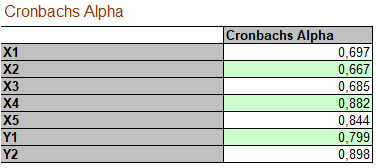 Cronbachs Alpha
Cronbachs Alpha
X1 0,697
X2 0,667
X3 0,685
X4 0,882
X5 0,844
Y1 0,799
Y2 0,898